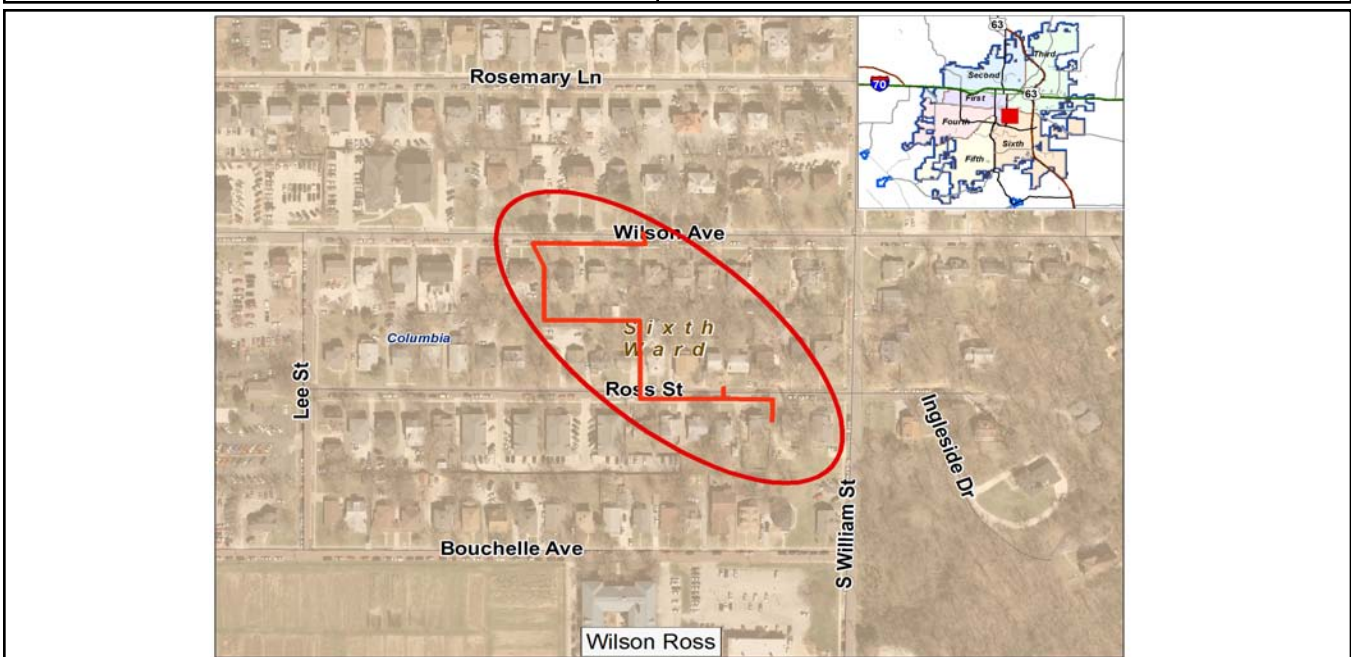 63
Third
Second
70
First
63
Fourth
Sixth
Fifth
Rosemary Ln
Wilson Ave
Sixth
Ward
Columbia
Ross St
Lee St
Ingleside Dr
S William St
Bouchelle Ave
Wilson Ross